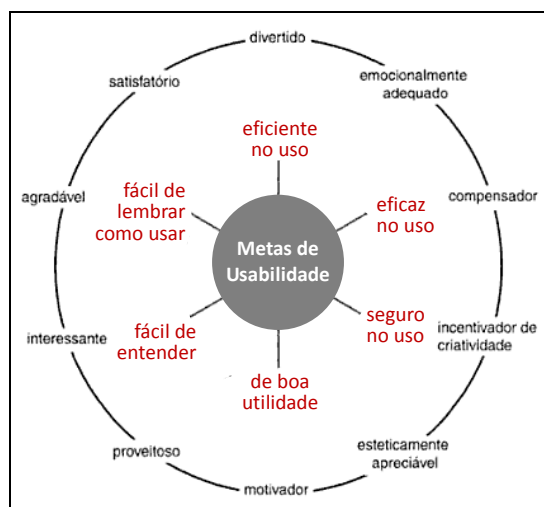 divertido
emocionalmente
adequado
satisfatório
eficiente
no uso
fácil de
lembrar
como usar
agradável
compensador
eficaz
no uso
Metas de
Usabilidade
seguro
no uso
incentivador de
criatividade
interessante
fácil de
entender
de boa
utilidade
proveitoso
esteticamente
apreciável
motivador